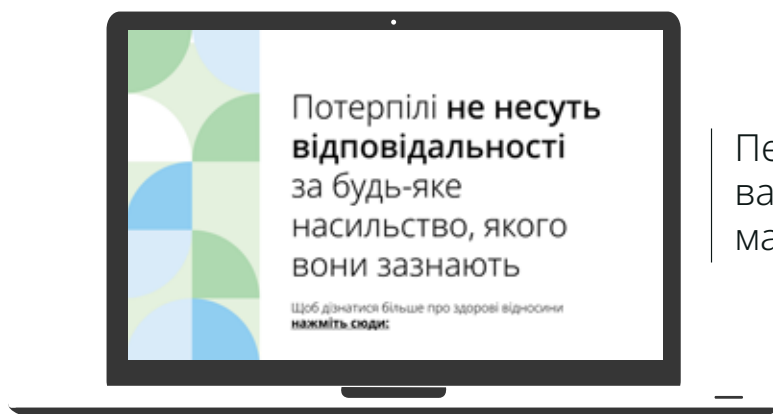 Потерпілі не несуть
відповідальності
за будь-яке
насильство, якого
вони зазнають
Щоб дізнатися більше про здорові відносини
нажміть сюди: